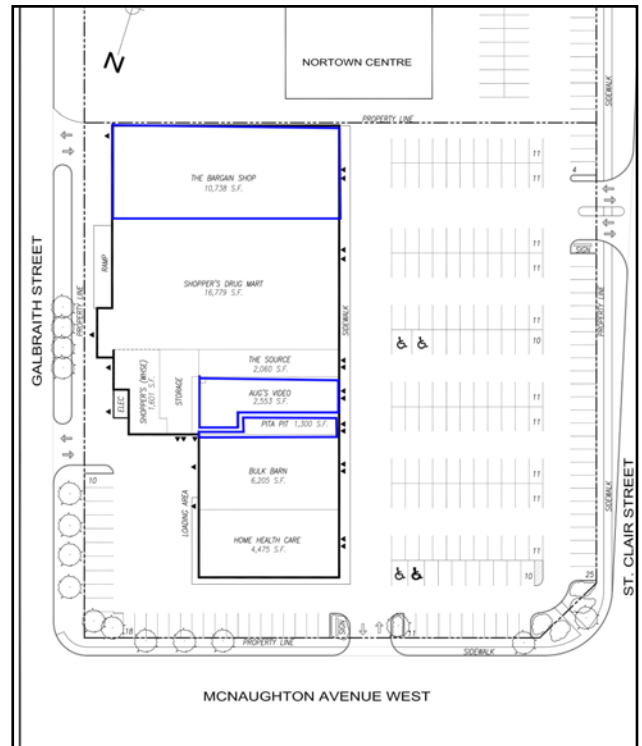 N
NORTOWN CENTRE
SIDEWALK
PROPERTY LINE
11
11
4
THE BARGAIN SHOP
10,738 S.F.
GALBRAITH STREET
PROPERTY LINE
RAMP
SHOPPER'S DRUG MART
16,779 S.F.
SIDEWALK
11
11
SIGN
PROPERTY LINE
11
10
THE SOURCE
2,060 S.F.
SHOPPER'S (WHSE)
1,601 S.F.
STORAGE
ELEC
AUG'S VIDEO
2,553 S.F.
PITA PIT 1,300 S.F.
11
11
SIDEWALK
ST. CLAIR STREET
10
BULK BARN
6,205 S.F.
LOADING AREA
11
11
HOME HEALTH CARE
4,475 S.F.
11
10
25
18
PROPERTY LINE
SIGN
11
SIDEWALK
MCNAUGHTON AVENUE WEST